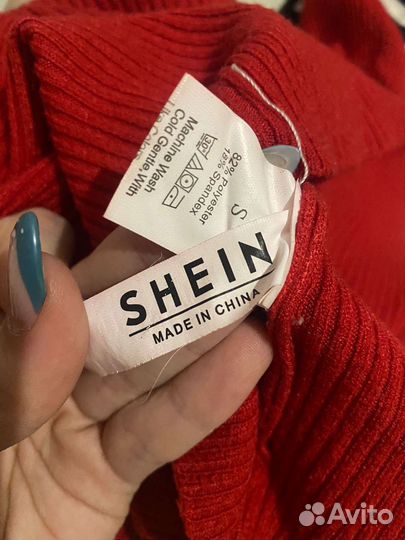 82% Polyester
18% Spandex
Machine Wash
Cold Gentle,With
Like Colors
S
SHEIN
MADE IN CHINA
Avito